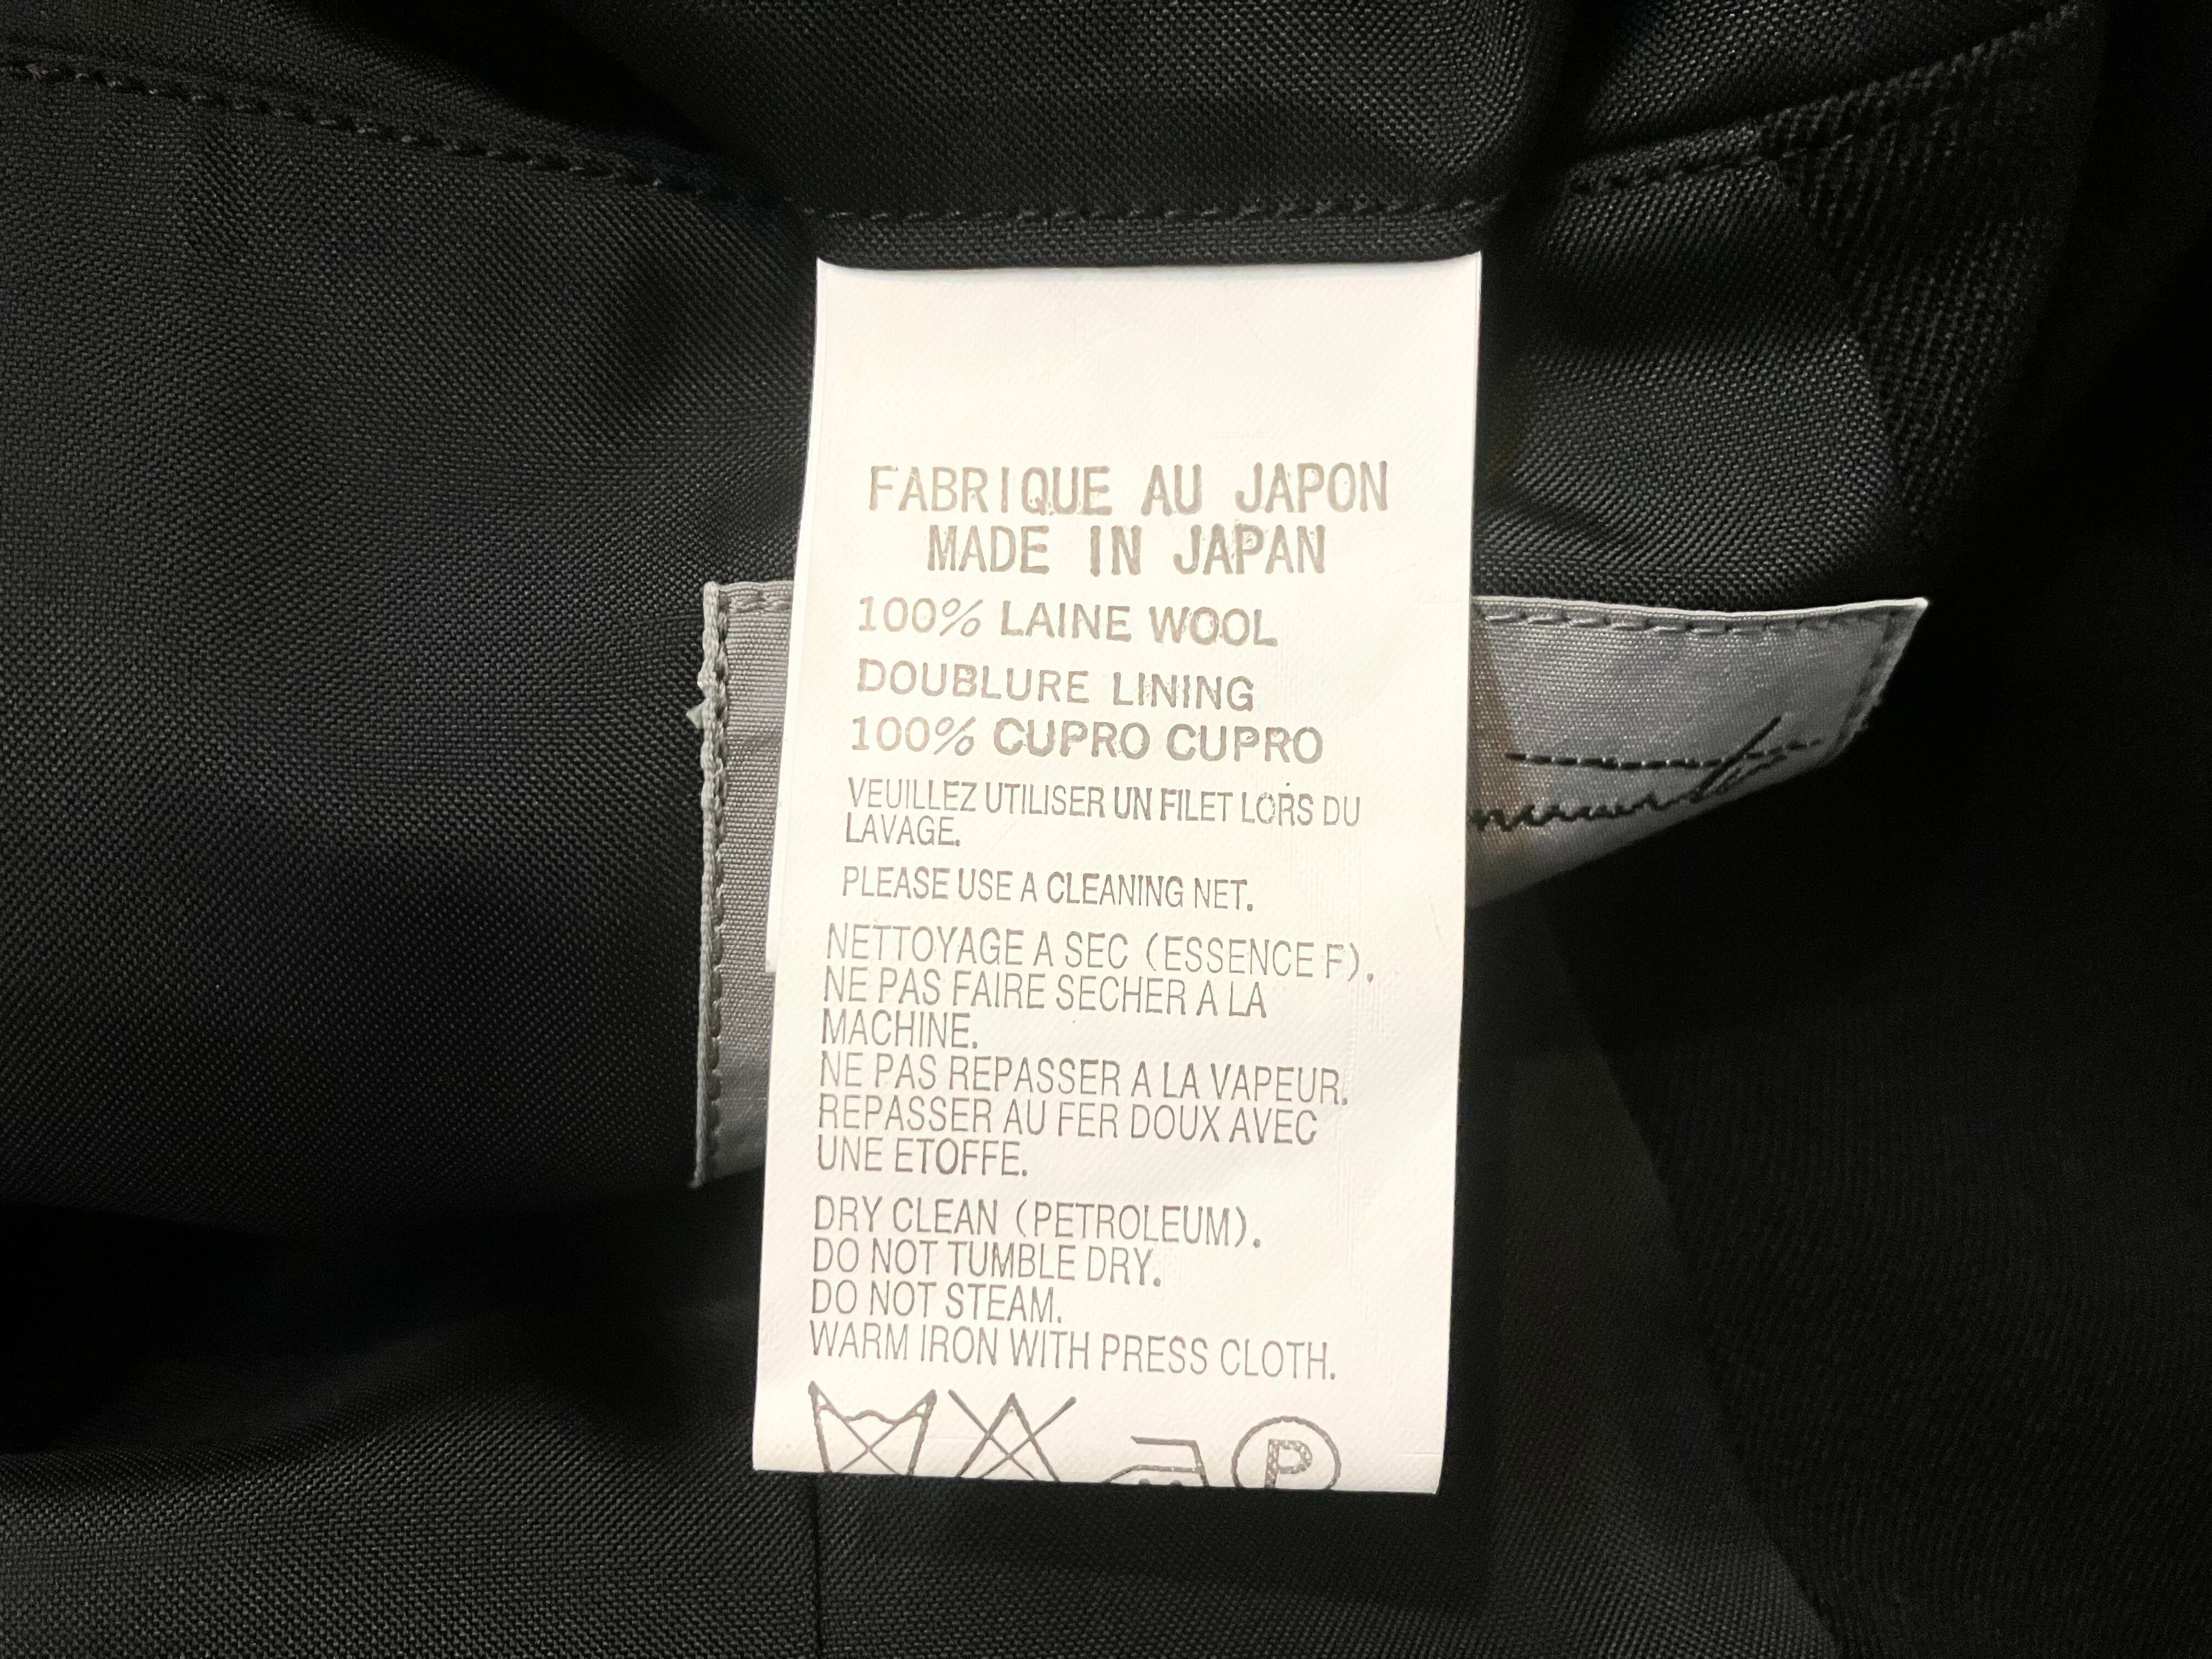 FABRIQUE AU JAPON
MADE IN JAPAN
100% LAINE WOOL
DOUBLURE LINING
100% CUPRO CUPRO
VEUILLEZ UTILISER UN FILET LORS DU
LAVAGE.
PLEASE USE A CLEANING NET.
NETTOYAGE A SEC (ESSENCE F).
NE PAS FAIRE SECHER A LA
MACHINE.
NE PAS REPASSER A LA VAPEUR.
REPASSER AU FER DOUX AVEC
UNE ETOFFE.
DRY CLEAN (PETROLEUM).
DO NOT TUMBLE DRY.
DO NOT STEAM.
WARM IRON WITH PRESS CLOTH.
P